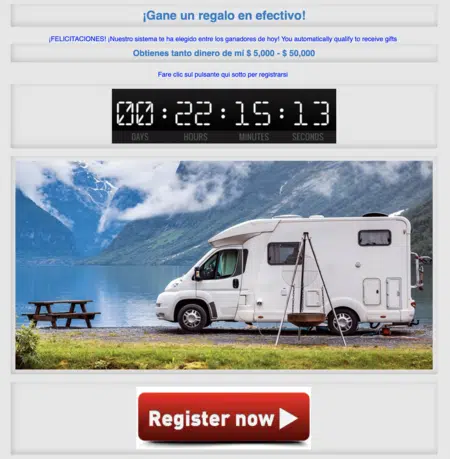 ¡Gane un regalo en efectivo!
¡FELICITACIONES! ¡Nuestro sistema te ha elegido entre los ganadores de hoy! You automatically qualify to receive gifts
Obtienes tanto dinero de mí $ 5,000 - $ 50,000
Fare clic sul pulsante qui sotto per registrarsi
00:22:15:13
DAYS HOURS MINUTES SECONDS
Register now